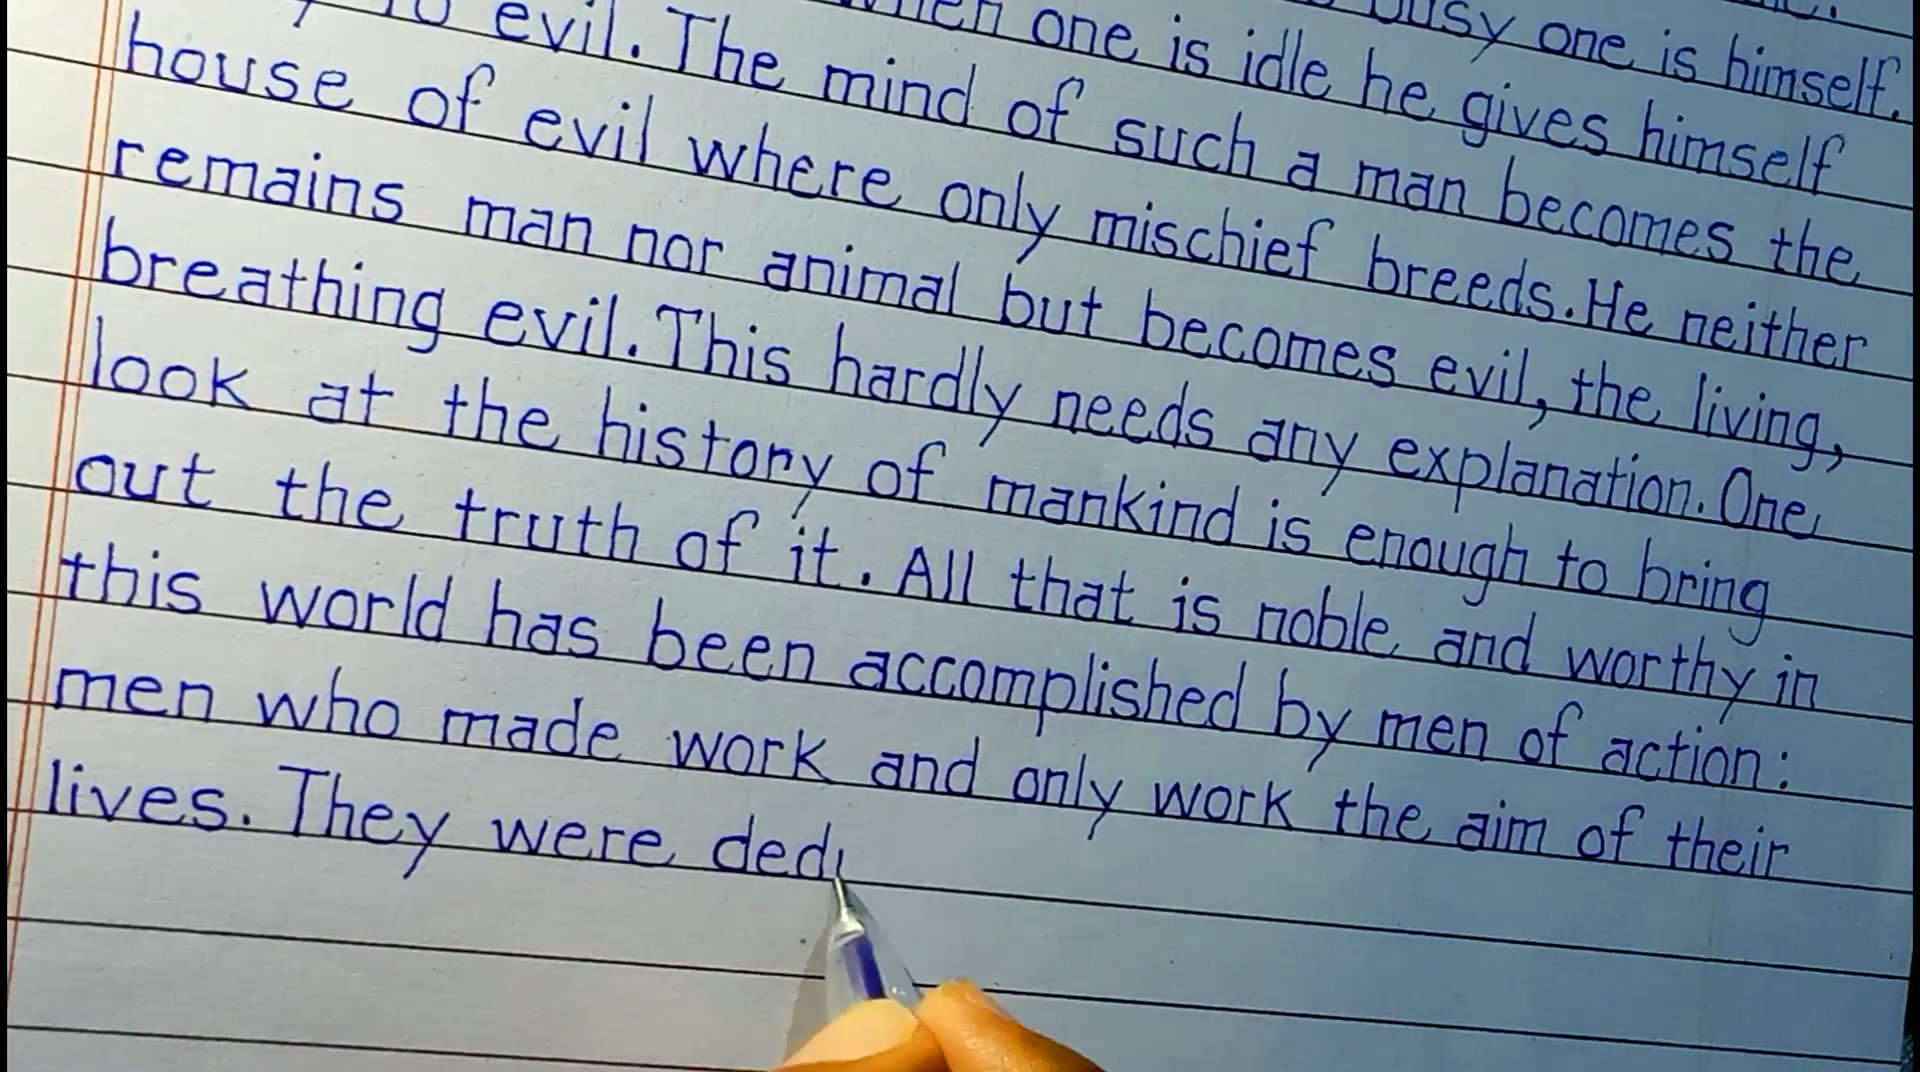 busy one is himself.
when one is idle he gives himself
to evil. The mind of such a man becomes the
house of evil where only mischief breeds. He neither
remains man nor animal but becomes evil, the living,
breathing evil. This hardly needs any explanation. One
look at the history of mankind is enough to bring
out the truth of it. All that is noble and worthy in
this world has been accomplished by men of action:
men who made work and only work the aim of their
lives. They were dedi